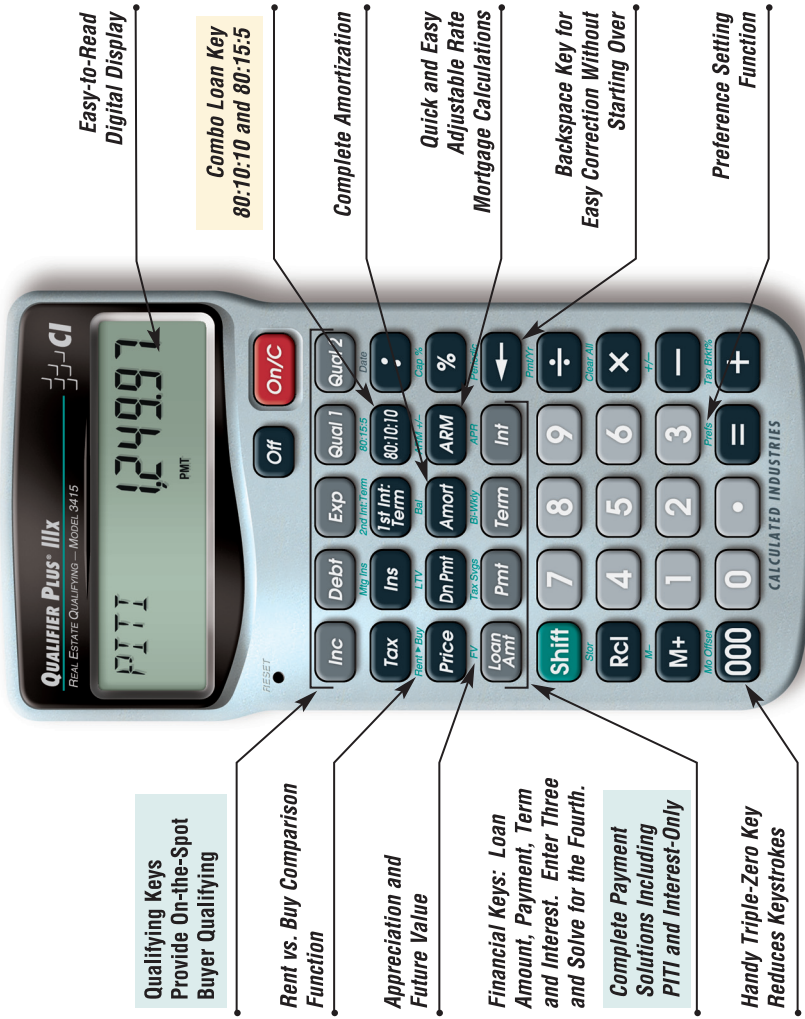 Qualifying Keys
Provide On-the-Spot
Buyer Qualifying
Rent vs. Buy Comparison
Function
Appreciation and
Future Value
Financial Keys: Loan
Amount, Payment, Term
and Interest. Enter Three
and Solve for the Fourth.
Complete Payment
Solutions Including
PITI and Interest-Only
Handy Triple-Zero Key
Reduces Keystrokes
QUALIFIER PLUS® IIIx
REAL ESTATE QUALIFYING — MODEL 3415
CI
PITI 1,249.97
PMT
RESET
Off On/C
Inc Debt Exp Qual 1 Qual 2
Mtg Ins 2nd Int:Term 80:15:5 Date
Tax Ins 1st Int:Term 80:10:10 :
Rent ▸ Buy LTV Bal Cap %
Price Dn Pmt Amort ARM %
FV Tax Svgs Bi-Wkly APR
Loan Amt Pmt Term Int ←
Pmt/Yr
Shift 7 8 9 ÷
Stor Clear All
Rcl 4 5 6 ×
M– +/–
M+ 1 2 3 –
Mo Offset Prefs Tax Brkt%
000 0 • = +
CALCULATED INDUSTRIES
Easy-to-Read
Digital Display
Combo Loan Key
80:10:10 and 80:15:5
Complete Amortization
Quick and Easy
Adjustable Rate
Mortgage Calculations
Backspace Key for
Easy Correction Without
Starting Over
Preference Setting
Function